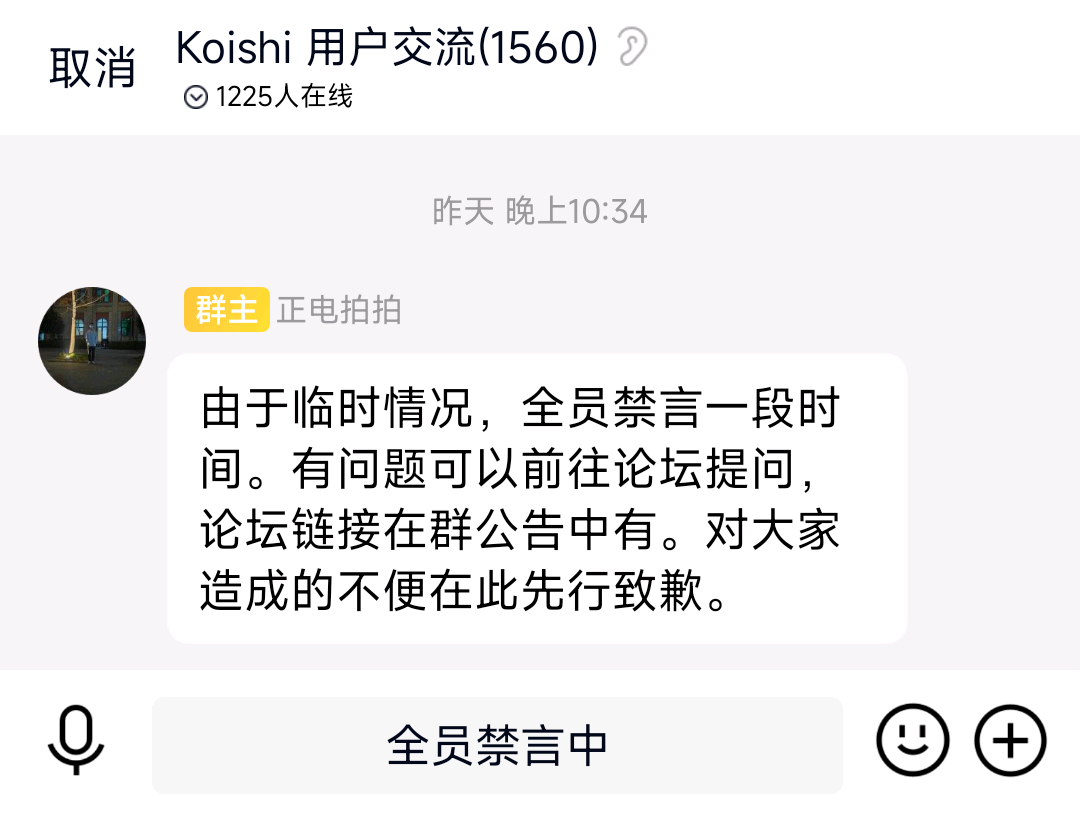 取消
Koishi 用户交流(1560)
1225人在线
昨天 晚上10:34
群主 正电拍拍
由于临时情况，全员禁言一段时
间。有问题可以前往论坛提问，
论坛链接在群公告中有。对大家
造成的不便在此先行致歉。
全员禁言中